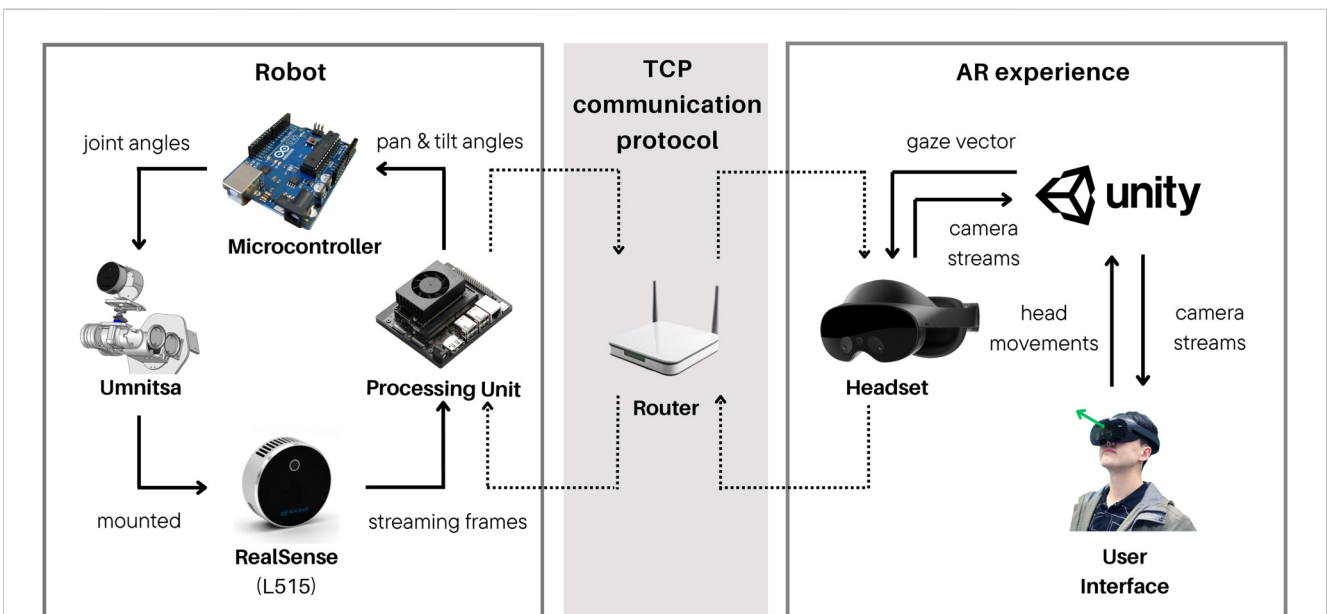 Robot
joint angles
pan & tilt angles
Microcontroller
Umnitsa
Processing Unit
mounted
streaming frames
RealSense
(L515)
TCP
communication
protocol
Router
AR experience
gaze vector
unity
camera
streams
head
movements
camera
streams
Headset
User
Interface